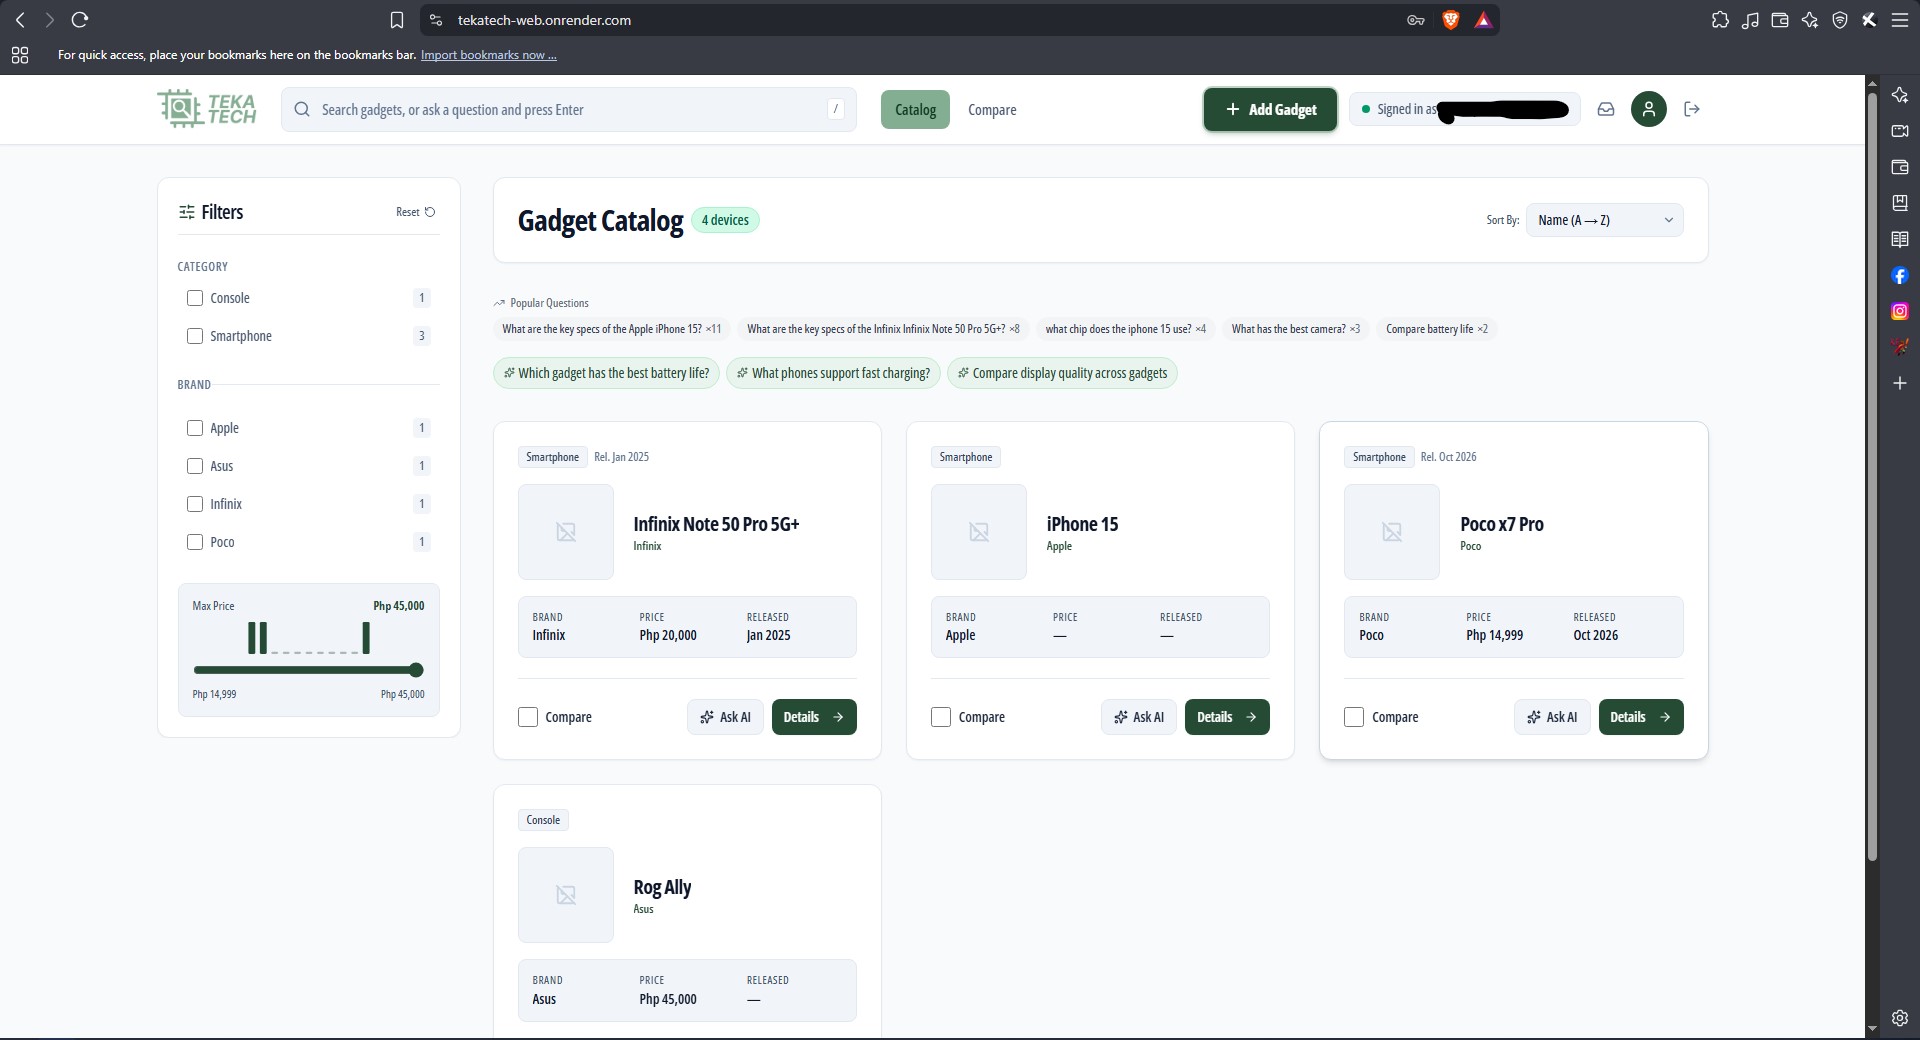 tekatech-web.onrender.com
For quick access, place your bookmarks here on the bookmarks bar. Import bookmarks now ...
TEKA
TECH
Search gadgets, or ask a question and press Enter
/
Catalog
Compare
Add Gadget
Signed in as
Filters
Reset
CATEGORY
Console 1
Smartphone 3
BRAND
Apple 1
Asus 1
Infinix 1
Poco 1
Max Price Php 45,000
Php 14,999 Php 45,000
Gadget Catalog 4 devices
Sort By: Name (A → Z)
Popular Questions
What are the key specs of the Apple iPhone 15? ×11
What are the key specs of the Infinix Infinix Note 50 Pro 5G+? ×8
what chip does the iphone 15 use? ×4
What has the best camera? ×3
Compare battery life ×2
Which gadget has the best battery life?
What phones support fast charging?
Compare display quality across gadgets
Smartphone Rel. Jan 2025
Infinix Note 50 Pro 5G+
Infinix
BRAND PRICE RELEASED
Infinix Php 20,000 Jan 2025
Compare Ask AI Details
Smartphone
iPhone 15
Apple
BRAND PRICE RELEASED
Apple — —
Compare Ask AI Details
Smartphone Rel. Oct 2026
Poco x7 Pro
Poco
BRAND PRICE RELEASED
Poco Php 14,999 Oct 2026
Compare Ask AI Details
Console
Rog Ally
Asus
BRAND PRICE RELEASED
Asus Php 45,000 —